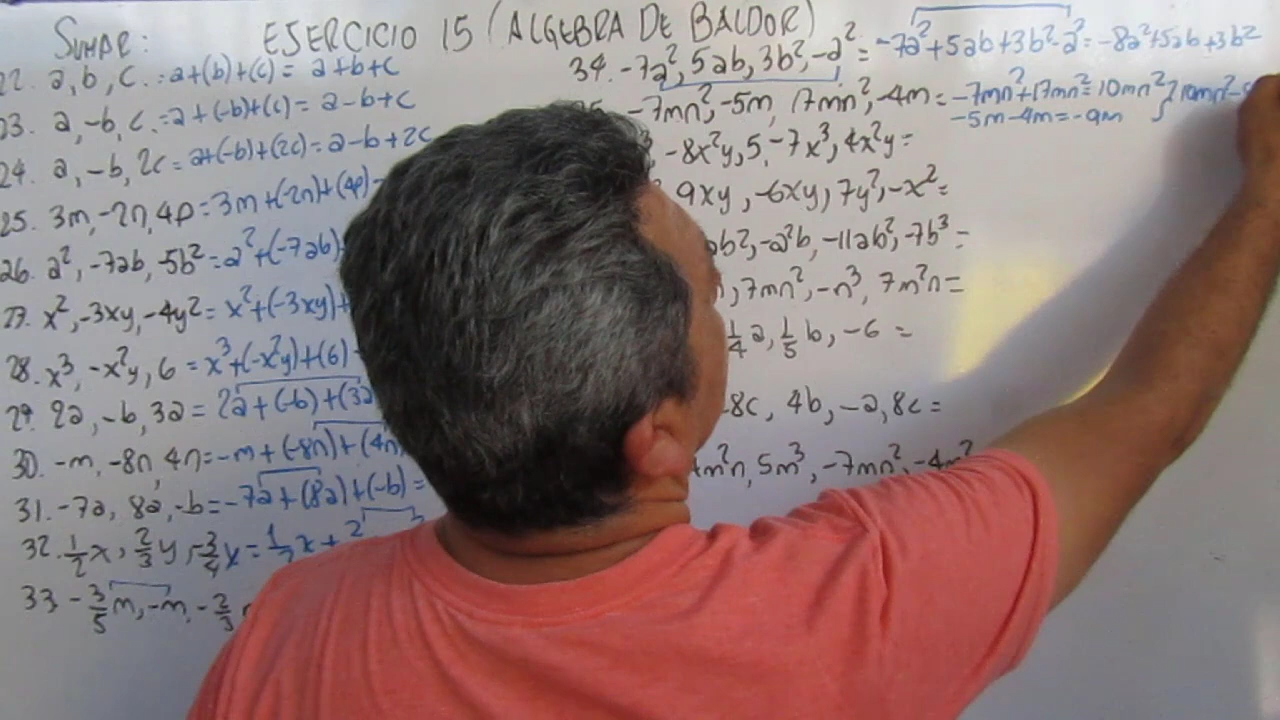 SUMAR: EJERCICIO 15 (ALGEBRA DE BALDOR)
22. a, b, c. = a+(b)+(c) = a+b+c
23. a, -b, c. = a+(-b)+(c) = a-b+c
24. a, -b, 2c = a+(-b)+(2c) = a-b+2c
25. 3m, -2n, 4p = 3m+(-2n)+(4p)
26. a², -7ab, -5b² = a²+(-7ab)
27. x², -3xy, -4y² = x²+(-3xy)+
28. x³, -x²y, 6 = x³+(-x²y)+(6)
29. 2a, -b, 3a = 2a+(-b)+(3a
30. -m, -8n, 4n = -m+(-8n)+(4n
31. -7a, 8a, -b = -7a+(8a)+(-b) =
32. 1/2x, 2/3y, -3/4x = 1/2x+2
33 -3/5m, -m, -2/3
34. -7a², 5ab, 3b², -a² = -7a²+5ab+3b²-a² = -8a²+5ab+3b²
-7mn², -5m, 17mn², -4m = -7mn²+17mn² = 10mn² } 10mn²-
-5m-4m = -9m
-8x²y, 5, -7x³, 4x²y =
9xy, -6xy, 7y², -x² =
ab², -a²b, -11ab², -7b³ =
, 7mn², -n³, 7m²n =
1/4a, 1/5b, -6 =
8c, 4b, -a, 8c =
m²n, 5m³, -7mn², -4m²